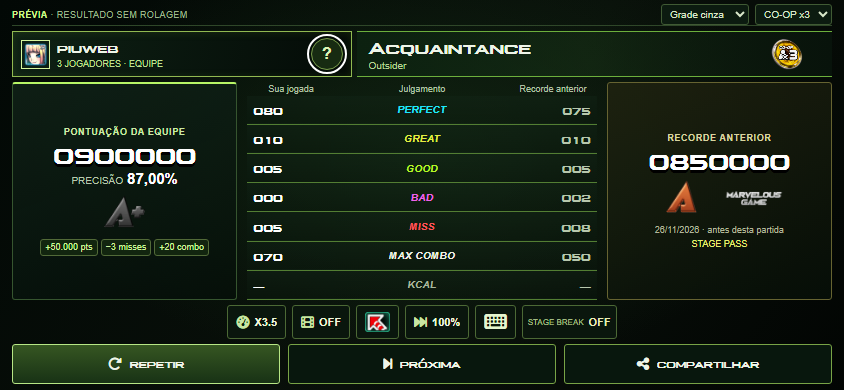 PRÉVIA · RESULTADO SEM ROLAGEM
Grade cinza
CO-OP x3
PIUWEB
3 JOGADORES · EQUIPE
?
ACQUAINTANCE
Outsider
x3
PONTUAÇÃO DA EQUIPE
0900000
PRECISÃO 87,00%
A+
+50.000 pts
−3 misses
+20 combo
Sua jogada Julgamento Recorde anterior
080 PERFECT 075
010 GREAT 010
005 GOOD 005
000 BAD 002
005 MISS 008
070 MAX COMBO 050
— KCAL —
RECORDE ANTERIOR
0850000
A
MARVELOUS
GAME
26/11/2026 · antes desta partida
STAGE PASS
X3.5
OFF
100%
STAGE BREAK OFF
REPETIR
PRÓXIMA
COMPARTILHAR